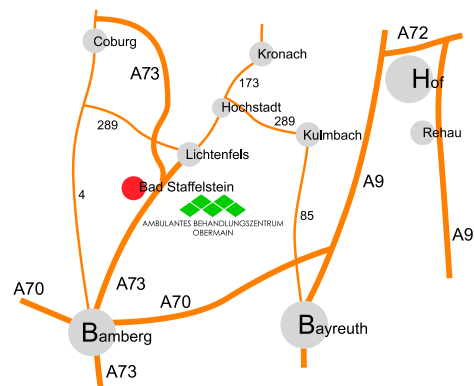 A72
Coburg
Kronach
A73
Hof
173
Hochstadt
289
289
Kulmbach
Rehau
Lichtenfels
A9
4
Bad Staffelstein
85
AMBULANTES BEHANDLUNGSZENTRUM
OBERMAIN
A9
A70
A73
A70
Bamberg
Bayreuth
A73